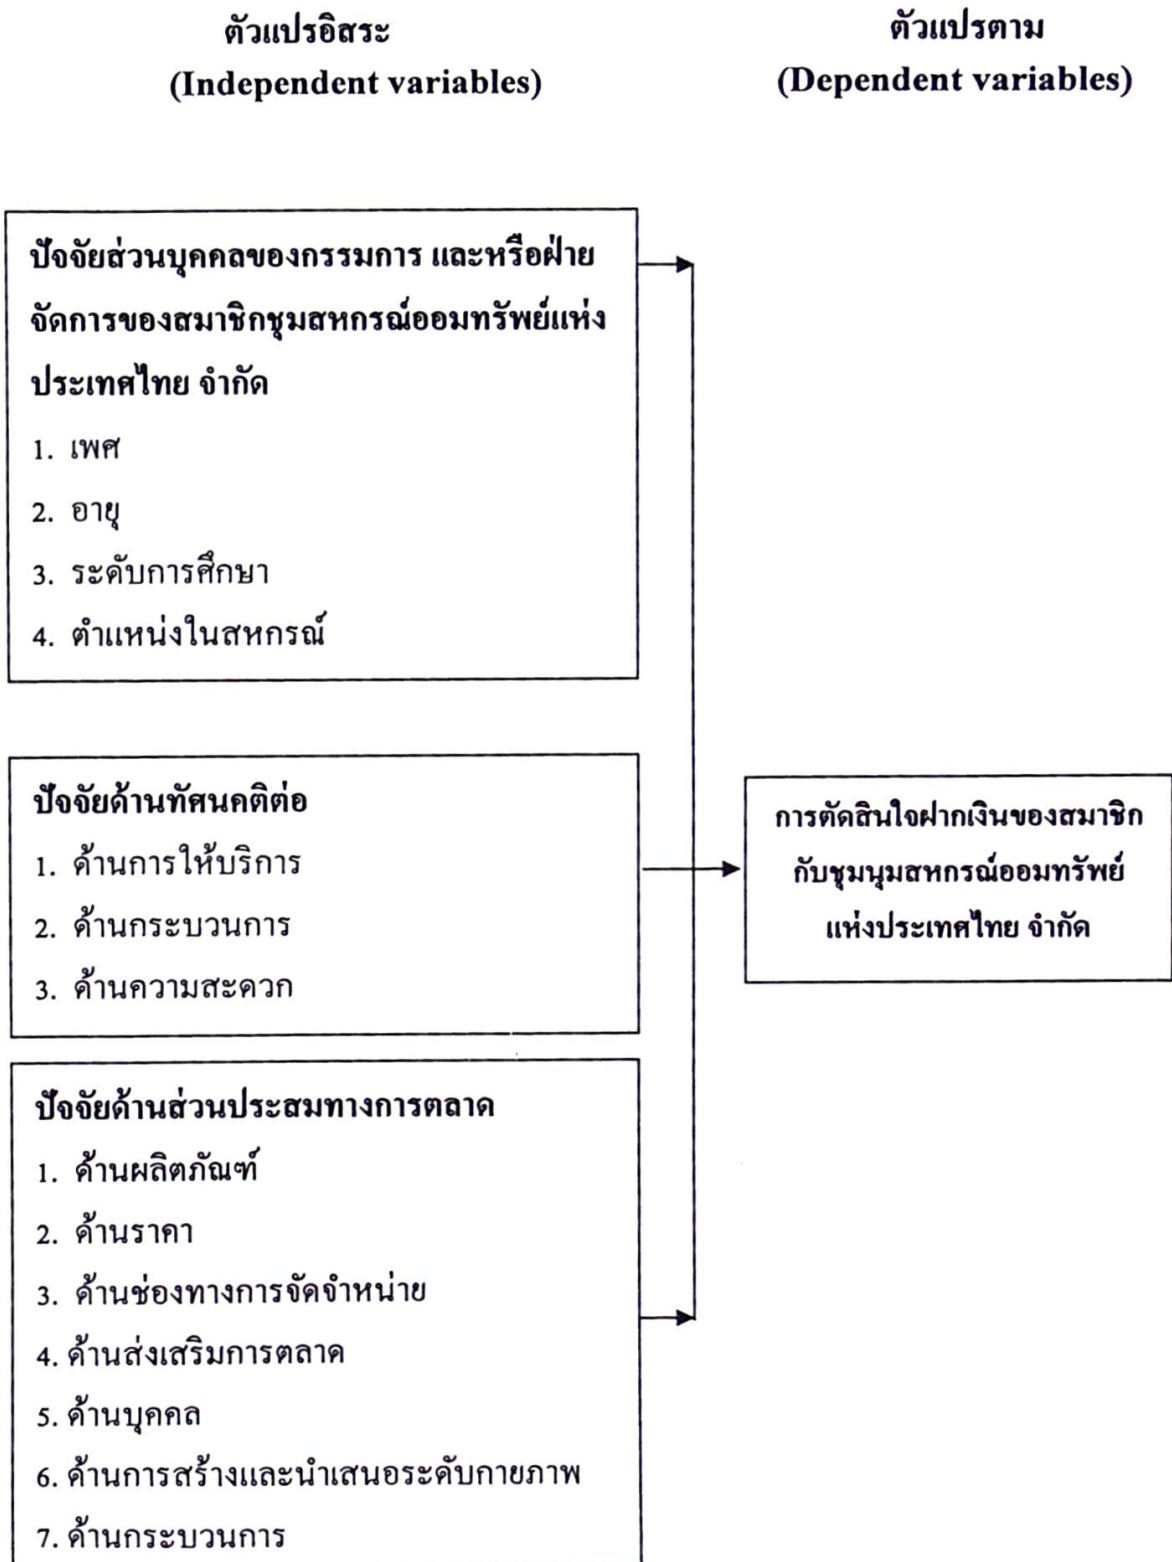 ตัวแปรอิสระ
(Independent variables)
ตัวแปรตาม
(Dependent variables)
ปัจจัยส่วนบุคคลของกรรมการ และหรือฝ่าย
จัดการของสมาชิกชุมสหกรณ์ออมทรัพย์แห่ง
ประเทศไทย จำกัด
1. เพศ
2. อายุ
3. ระดับการศึกษา
4. ตำแหน่งในสหกรณ์
ปัจจัยด้านทัศนคติต่อ
1. ด้านการให้บริการ
2. ด้านกระบวนการ
3. ด้านความสะดวก
การตัดสินใจฝากเงินของสมาชิก
กับชุมนุมสหกรณ์ออมทรัพย์
แห่งประเทศไทย จำกัด
ปัจจัยด้านส่วนประสมทางการตลาด
1. ด้านผลิตภัณฑ์
2. ด้านราคา
3. ด้านช่องทางการจัดจำหน่าย
4. ด้านส่งเสริมการตลาด
5. ด้านบุคคล
6. ด้านการสร้างและนำเสนอระดับกายภาพ
7. ด้านกระบวนการ